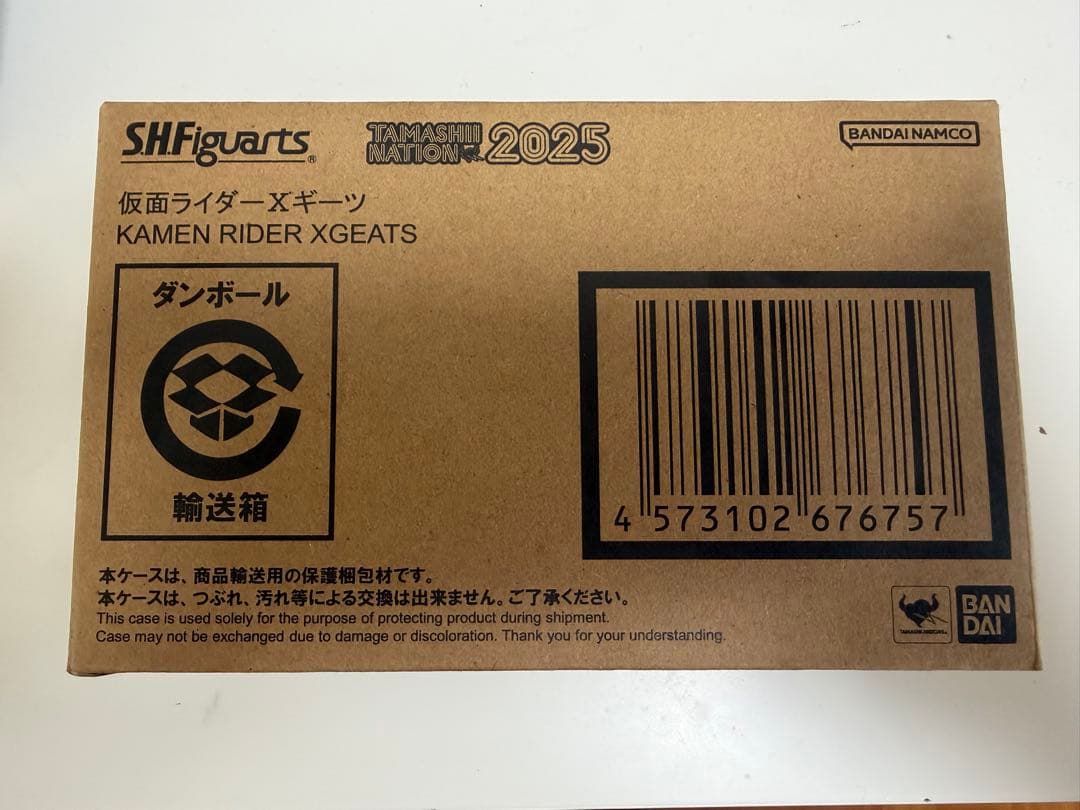 S.H.Figuarts®
TAMASHII NATION 2025
BANDAI NAMCO
仮面ライダーXギーツ
KAMEN RIDER XGEATS
ダンボール
輸送箱
4 573102 676757
本ケースは、商品輸送用の保護梱包材です。
本ケースは、つぶれ、汚れ等による交換は出来ません。ご了承ください。
This case is used solely for the purpose of protecting product during shipment.
Case may not be exchanged due to damage or discoloration. Thank you for your understanding.
BAN
DAI